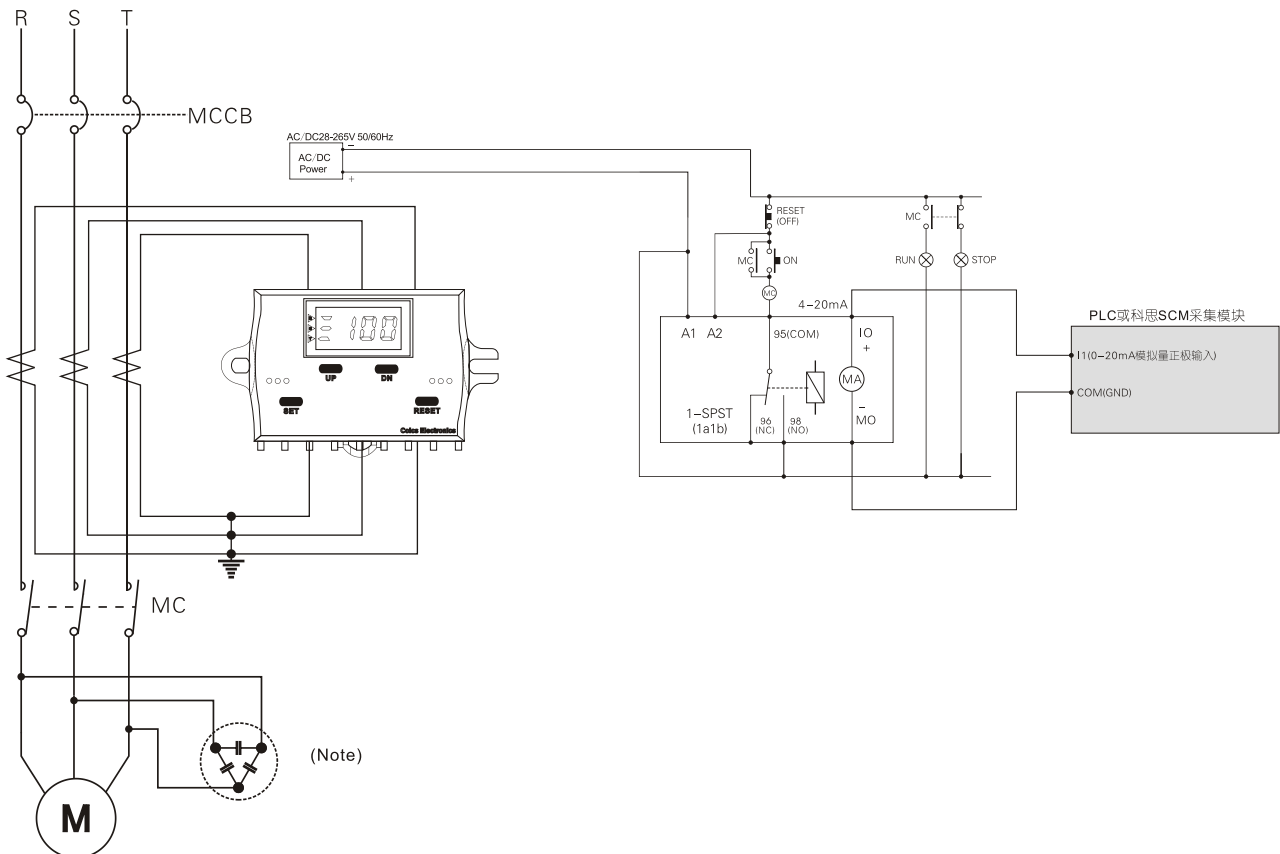 R S T
MCCB
AC/DC28-265V 50/60Hz
AC/DC
Power
−
+
RESET
(OFF)
MC
ON
MC
MC
RUN
STOP
4-20mA
A1 A2
95(COM)
IO
+
MA
−
MO
1-SPST
(1a1b)
96
(NC)
98
(NO)
PLC或科思SCM采集模块
I1(0-20mA模拟量正极输入)
COM(GND)
100
UP
DN
SET
RESET
Coics Electronics
MC
(Note)
M